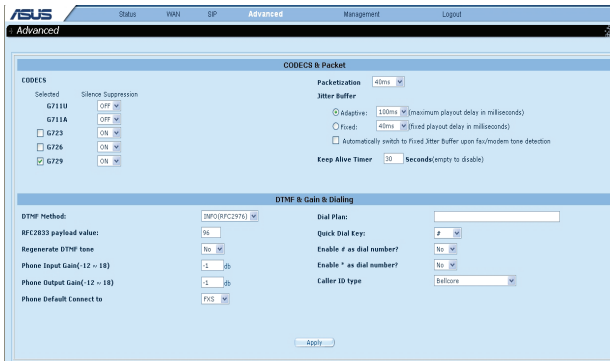 ASUS Status WAN SIP Advanced Management Logout
Advanced
CODECS & Packet
CODECS
Selected Silence Suppression
G711U OFF
G711A OFF
G723 ON
G726 ON
G729 ON
Packetization 40ms
Jitter Buffer
Adaptive: 100ms (maximum playout delay in milliseconds)
Fixed: 40ms (fixed playout delay in milliseconds)
Automatically switch to Fixed Jitter Buffer upon fax/modem tone detection
Keep Alive Timer 30 Seconds(empty to disable)
DTMF & Gain & Dialing
DTMF Method: INFO(RFC2976)
RFC2833 payload value: 96
Regenerate DTMF tone No
Phone Input Gain(-12 ~ 18) -1 db
Phone Output Gain(-12 ~ 18) -1 db
Phone Default Connect to FXS
Dial Plan:
Quick Dial Key: #
Enable # as dial number? No
Enable * as dial number? No
Caller ID type Bellcore
Apply